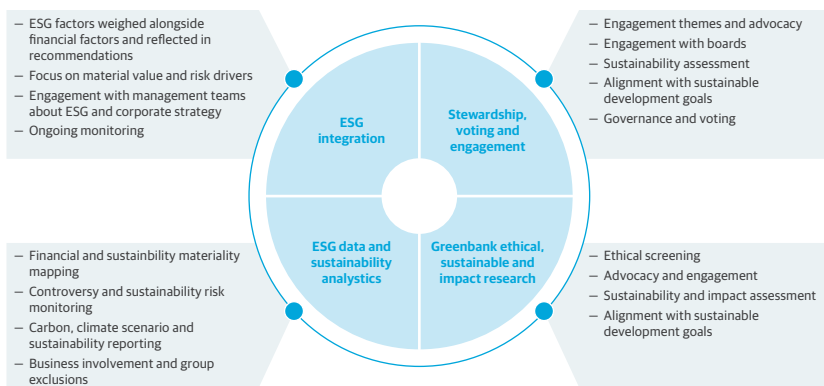 — ESG factors weighed alongside
financial factors and reflected in
recommendations
— Focus on material value and risk drivers
— Engagement with management teams
about ESG and corporate strategy
— Ongoing monitoring
— Engagement themes and advocacy
— Engagement with boards
— Sustainability assessment
— Alignment with sustainable
development goals
— Governance and voting
ESG
integration
Stewardship,
voting and
engagement
ESG data and
sustainability
analystics
Greenbank ethical,
sustainable and
impact research
— Financial and sustainbility materiality
mapping
— Controversy and sustainability risk
monitoring
— Carbon, climate scenario and
sustainability reporting
— Business involvement and group
exclusions
— Ethical screening
— Advocacy and engagement
— Sustainability and impact assessment
— Alignment with sustainable
development goals